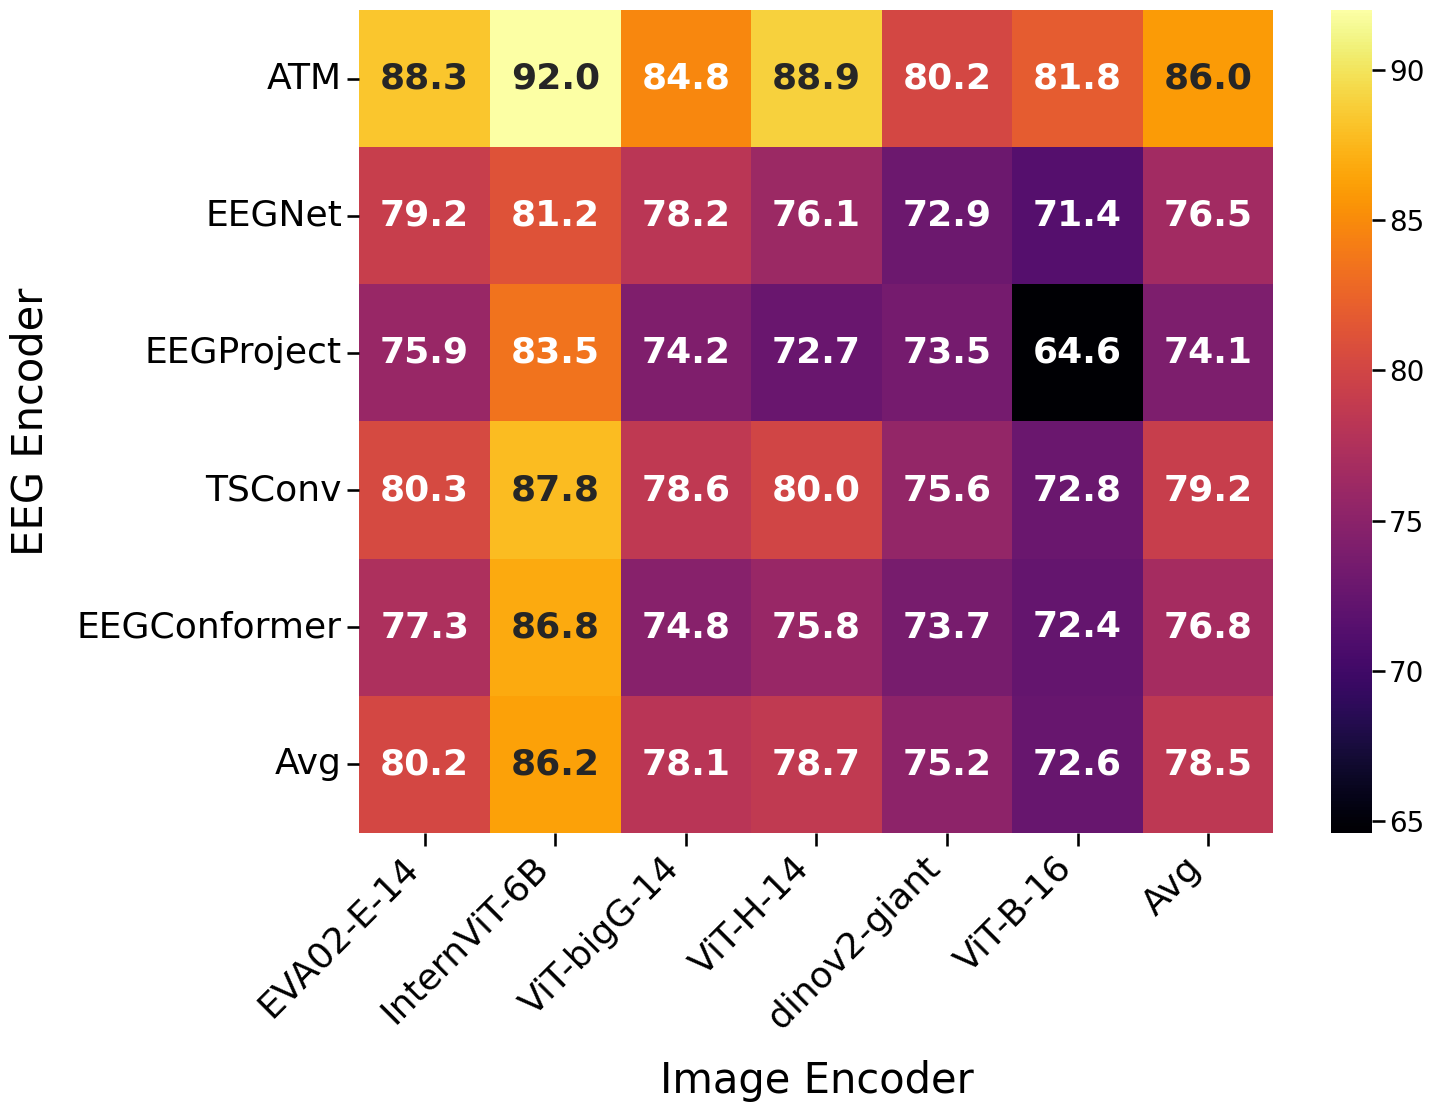 ATM 88.3 92.0 84.8 88.9 80.2 81.8 86.0
EEGNet 79.2 81.2 78.2 76.1 72.9 71.4 76.5
EEGProject 75.9 83.5 74.2 72.7 73.5 64.6 74.1
TSConv 80.3 87.8 78.6 80.0 75.6 72.8 79.2
EEGConformer 77.3 86.8 74.8 75.8 73.7 72.4 76.8
Avg 80.2 86.2 78.1 78.7 75.2 72.6 78.5
EVA02-E-14 InternViT-6B ViT-bigG-14 ViT-H-14 dinov2-giant ViT-B-16 Avg
Image Encoder
EEG Encoder
90
85
80
75
70
65